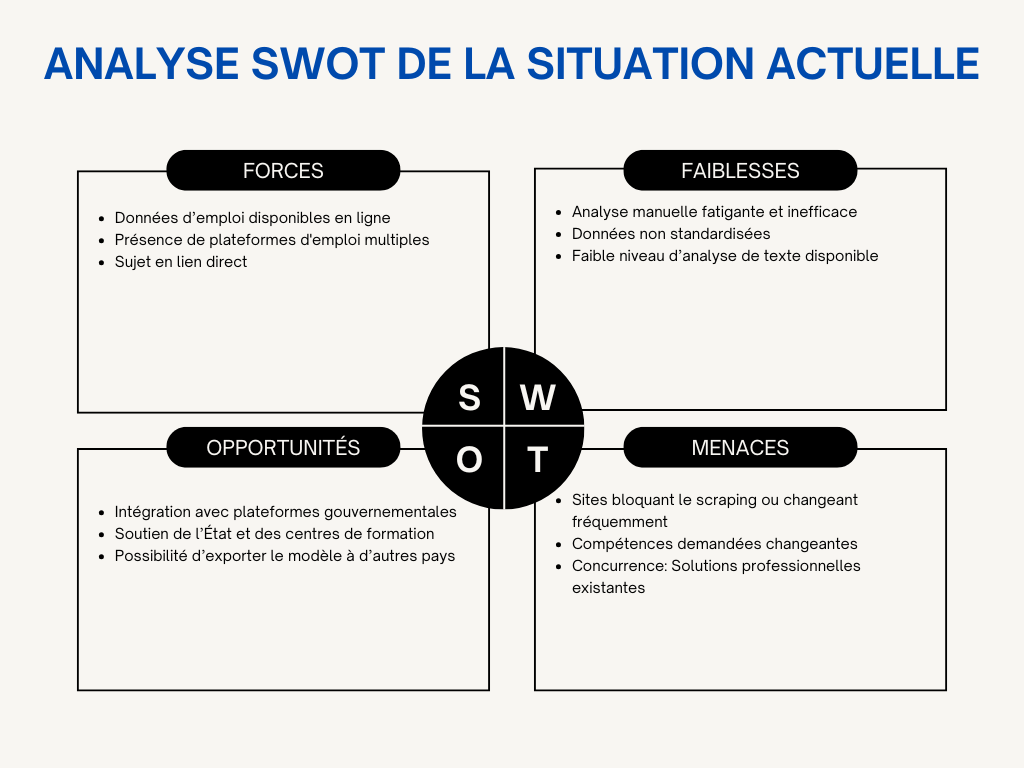 ANALYSE SWOT DE LA SITUATION ACTUELLE
FORCES
• Données d’emploi disponibles en ligne
• Présence de plateformes d'emploi multiples
• Sujet en lien direct
FAIBLESSES
• Analyse manuelle fatigante et inefficace
• Données non standardisées
• Faible niveau d’analyse de texte disponible
S W
O T
OPPORTUNITÉS
• Intégration avec plateformes gouvernementales
• Soutien de l’État et des centres de formation
• Possibilité d’exporter le modèle à d’autres pays
MENACES
• Sites bloquant le scraping ou changeant
fréquemment
• Compétences demandées changeantes
• Concurrence: Solutions professionnelles
existantes